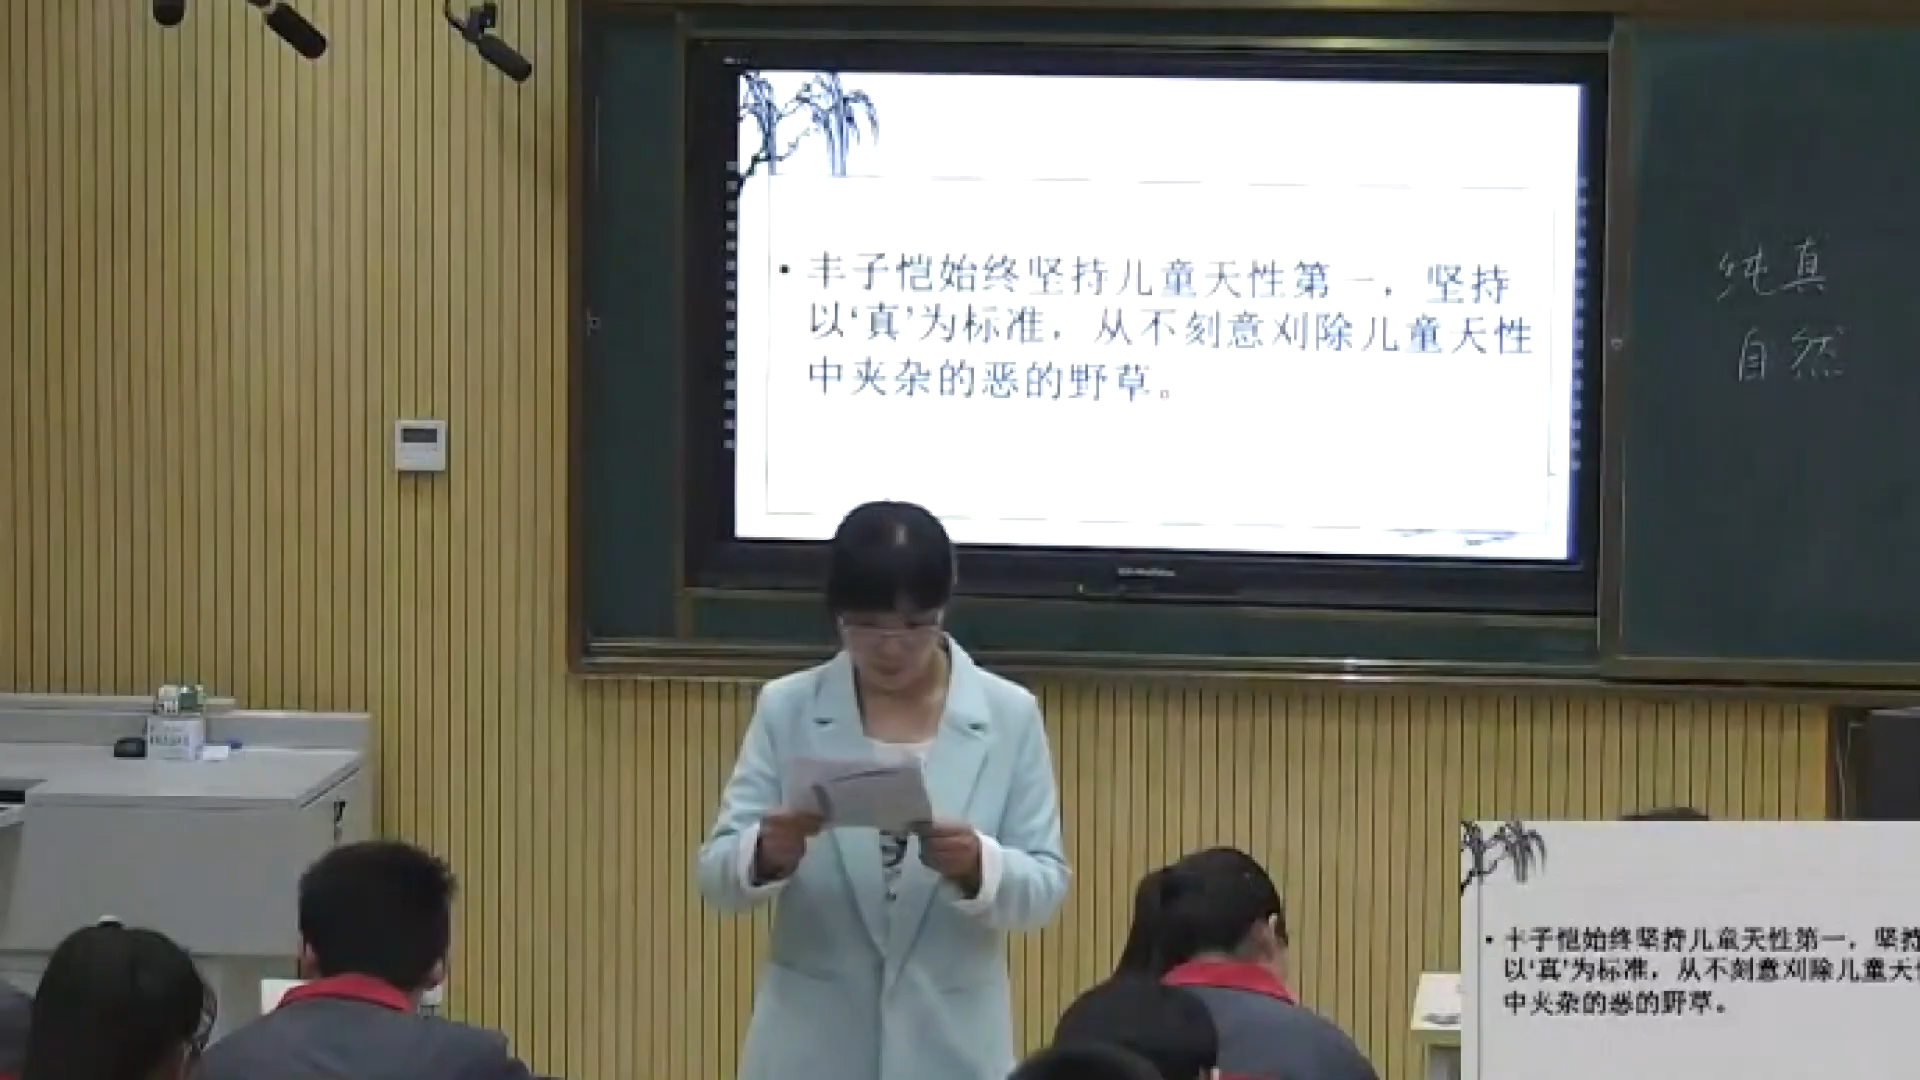 • 丰子恺始终坚持儿童天性第一，坚持
以‘真’为标准，从不刻意刈除儿童天性
中夹杂的恶的野草。
纯真
自然
• 丰子恺始终坚持儿童天性第一，坚持
以‘真’为标准，从不刻意刈除儿童天
中夹杂的恶的野草。